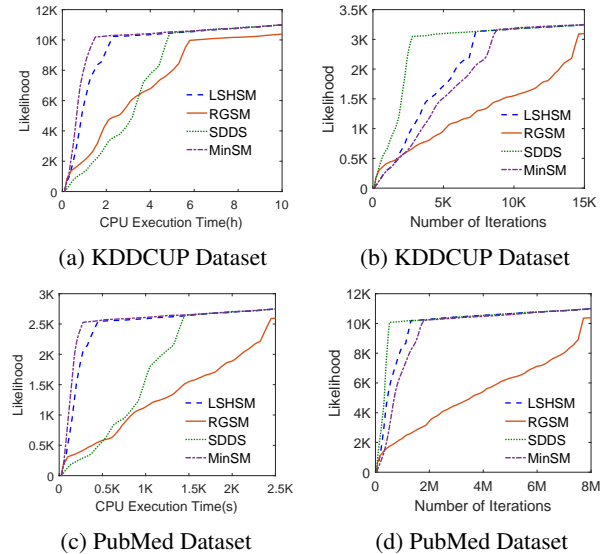 12K
10K
8K
6K
4K
2K
0
Likelihood
LSHSM
RGSM
SDDS
MinSM
0 2 4 6 8 10
CPU Execution Time(h)
(a) KDDCUP Dataset
3.5K
3K
2.5K
1.5K
1K
0.5K
0
Likelihood
LSHSM
RGSM
SDDS
MinSM
0 5K 10K 15K
Number of Iterations
(b) KDDCUP Dataset
3K
2.5K
2K
1.5K
1K
0.5K
0
Likelihood
LSHSM
RGSM
SDDS
MinSM
0 0.5K 1K 1.5K 2K 2.5K
CPU Execution Time(s)
(c) PubMed Dataset
12K
10K
8K
6K
4K
2K
0
Likelihood
LSHSM
RGSM
SDDS
MinSM
0 2M 4M 6M 8M
Number of Iterations
(d) PubMed Dataset